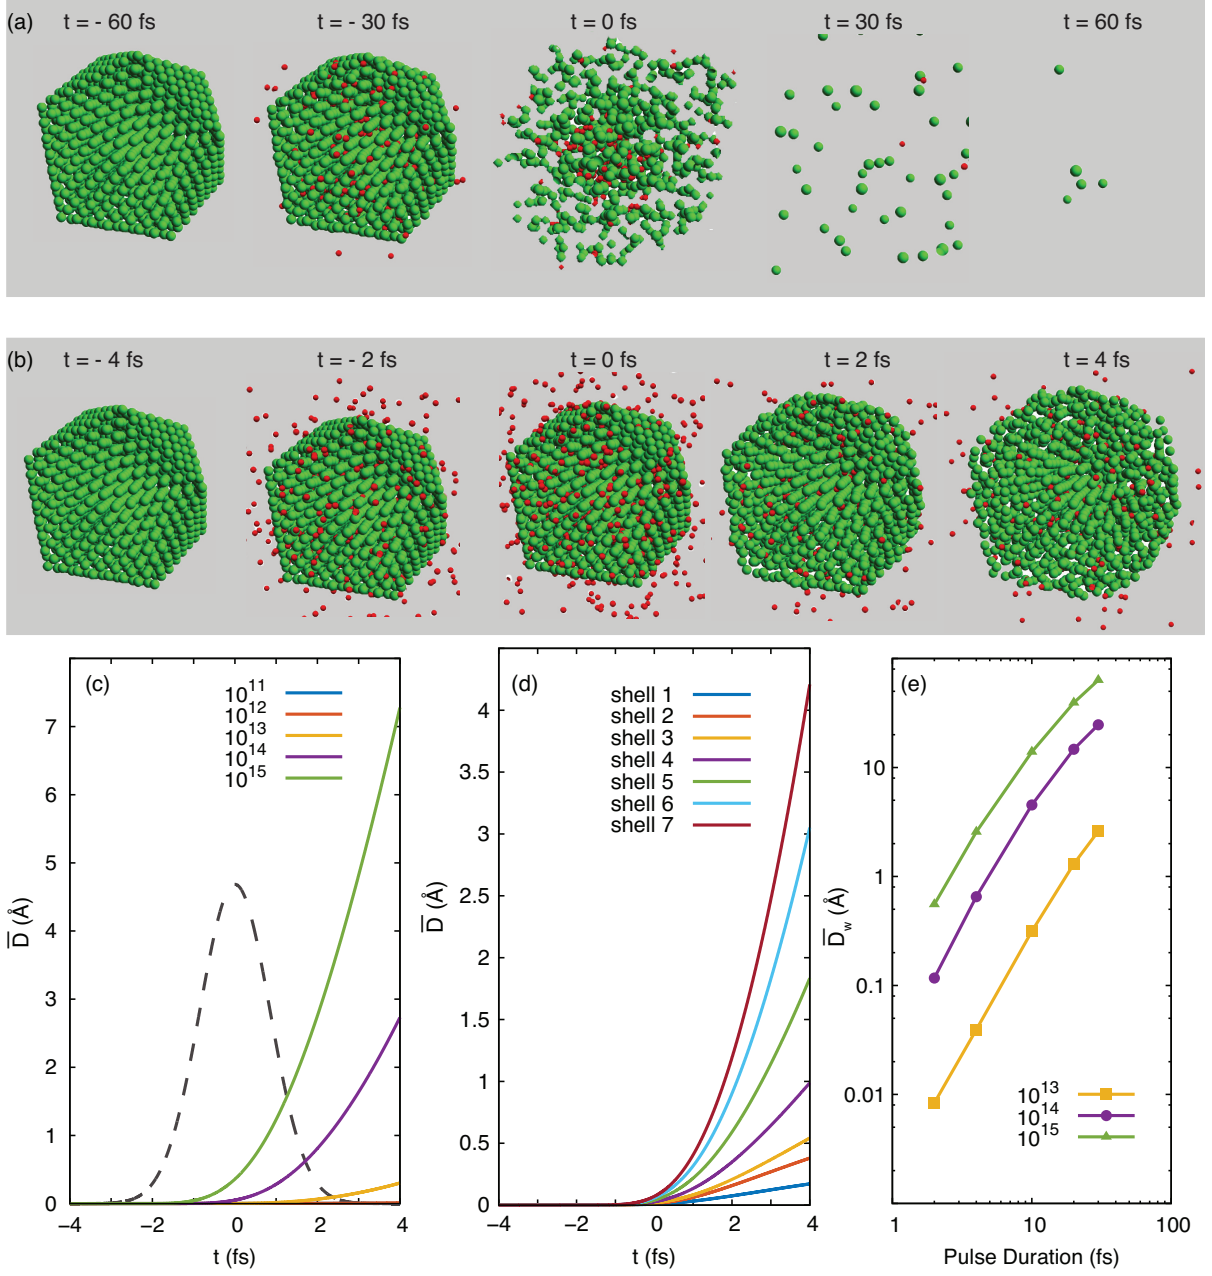 (a) t = - 60 fs t = - 30 fs t = 0 fs t = 30 fs t = 60 fs
(b) t = - 4 fs t = - 2 fs t = 0 fs t = 2 fs t = 4 fs
(c)
10^11
10^12
10^13
10^14
10^15
7
6
5
4
3
2
1
0
D̅ (Å)
−4 −2 0 2 4
t (fs)
(d)
shell 1
shell 2
shell 3
shell 4
shell 5
shell 6
shell 7
4
3.5
3
2.5
2
1.5
1
0.5
0
D̅ (Å)
−4 −2 0 2 4
t (fs)
(e)
10
1
0.1
0.01
D̅_w (Å)
10^13
10^14
10^15
1 10 100
Pulse Duration (fs)